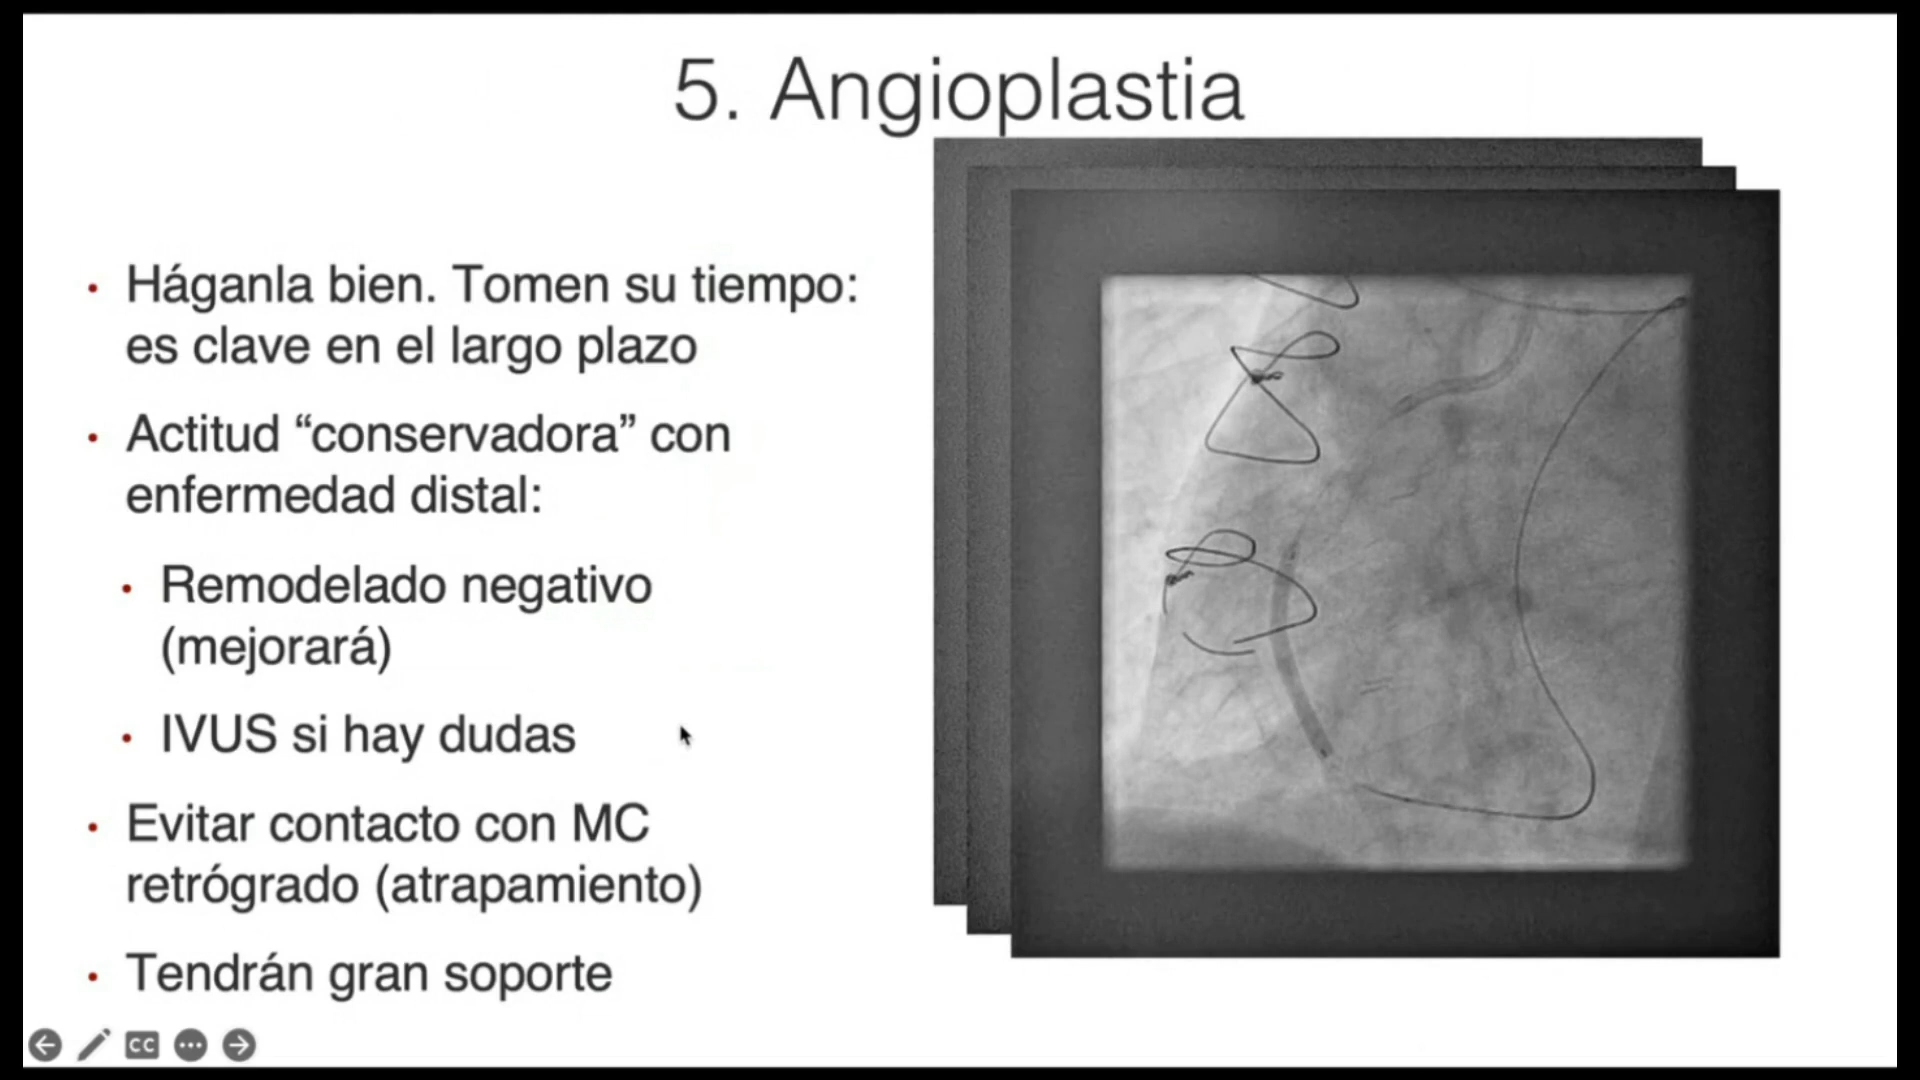 5. Angioplastia
• Háganla bien. Tomen su tiempo:
es clave en el largo plazo
• Actitud “conservadora” con
enfermedad distal:
• Remodelado negativo
(mejorará)
• IVUS si hay dudas
• Evitar contacto con MC
retrógrado (atrapamiento)
• Tendrán gran soporte
CC